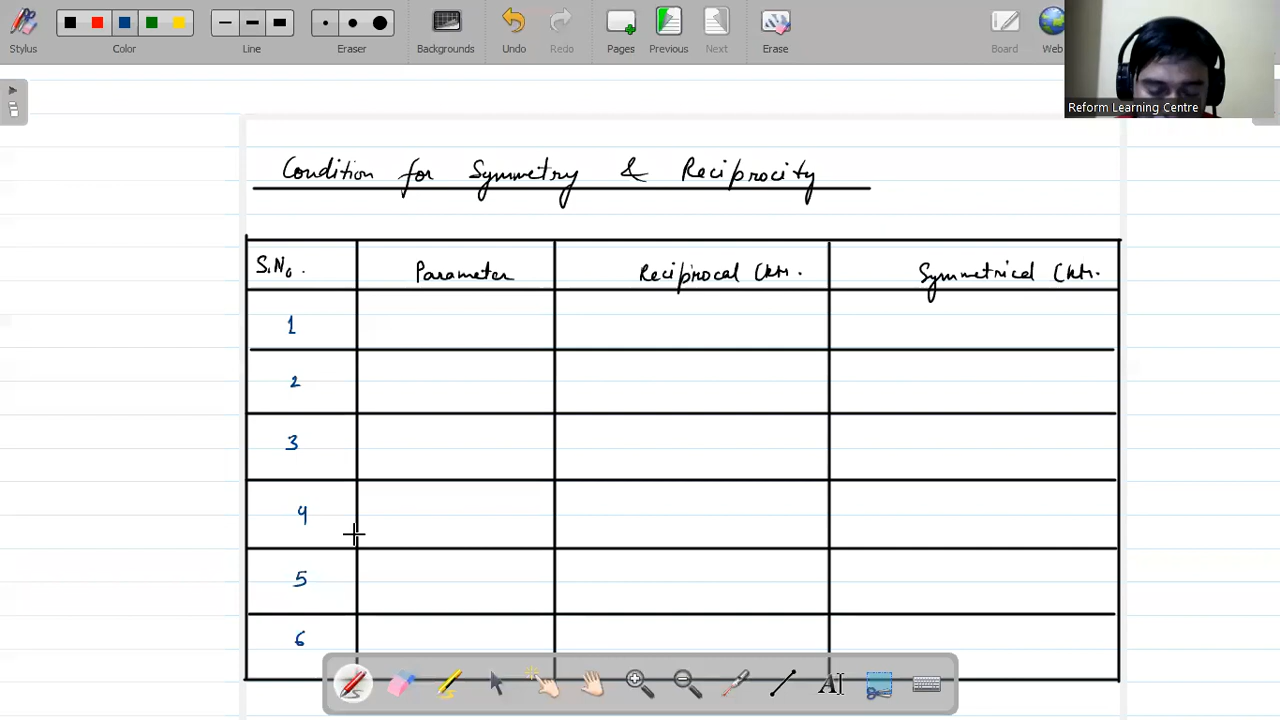 Stylus Color Line Eraser Backgrounds Undo Redo Pages Previous Next Erase Board Web
Reform Learning Centre
Condition for Symmetry & Reciprocity
S.No. Parameter Reciprocal Ckt. Symmetrical Ckt.
1
2
3
4
5
6